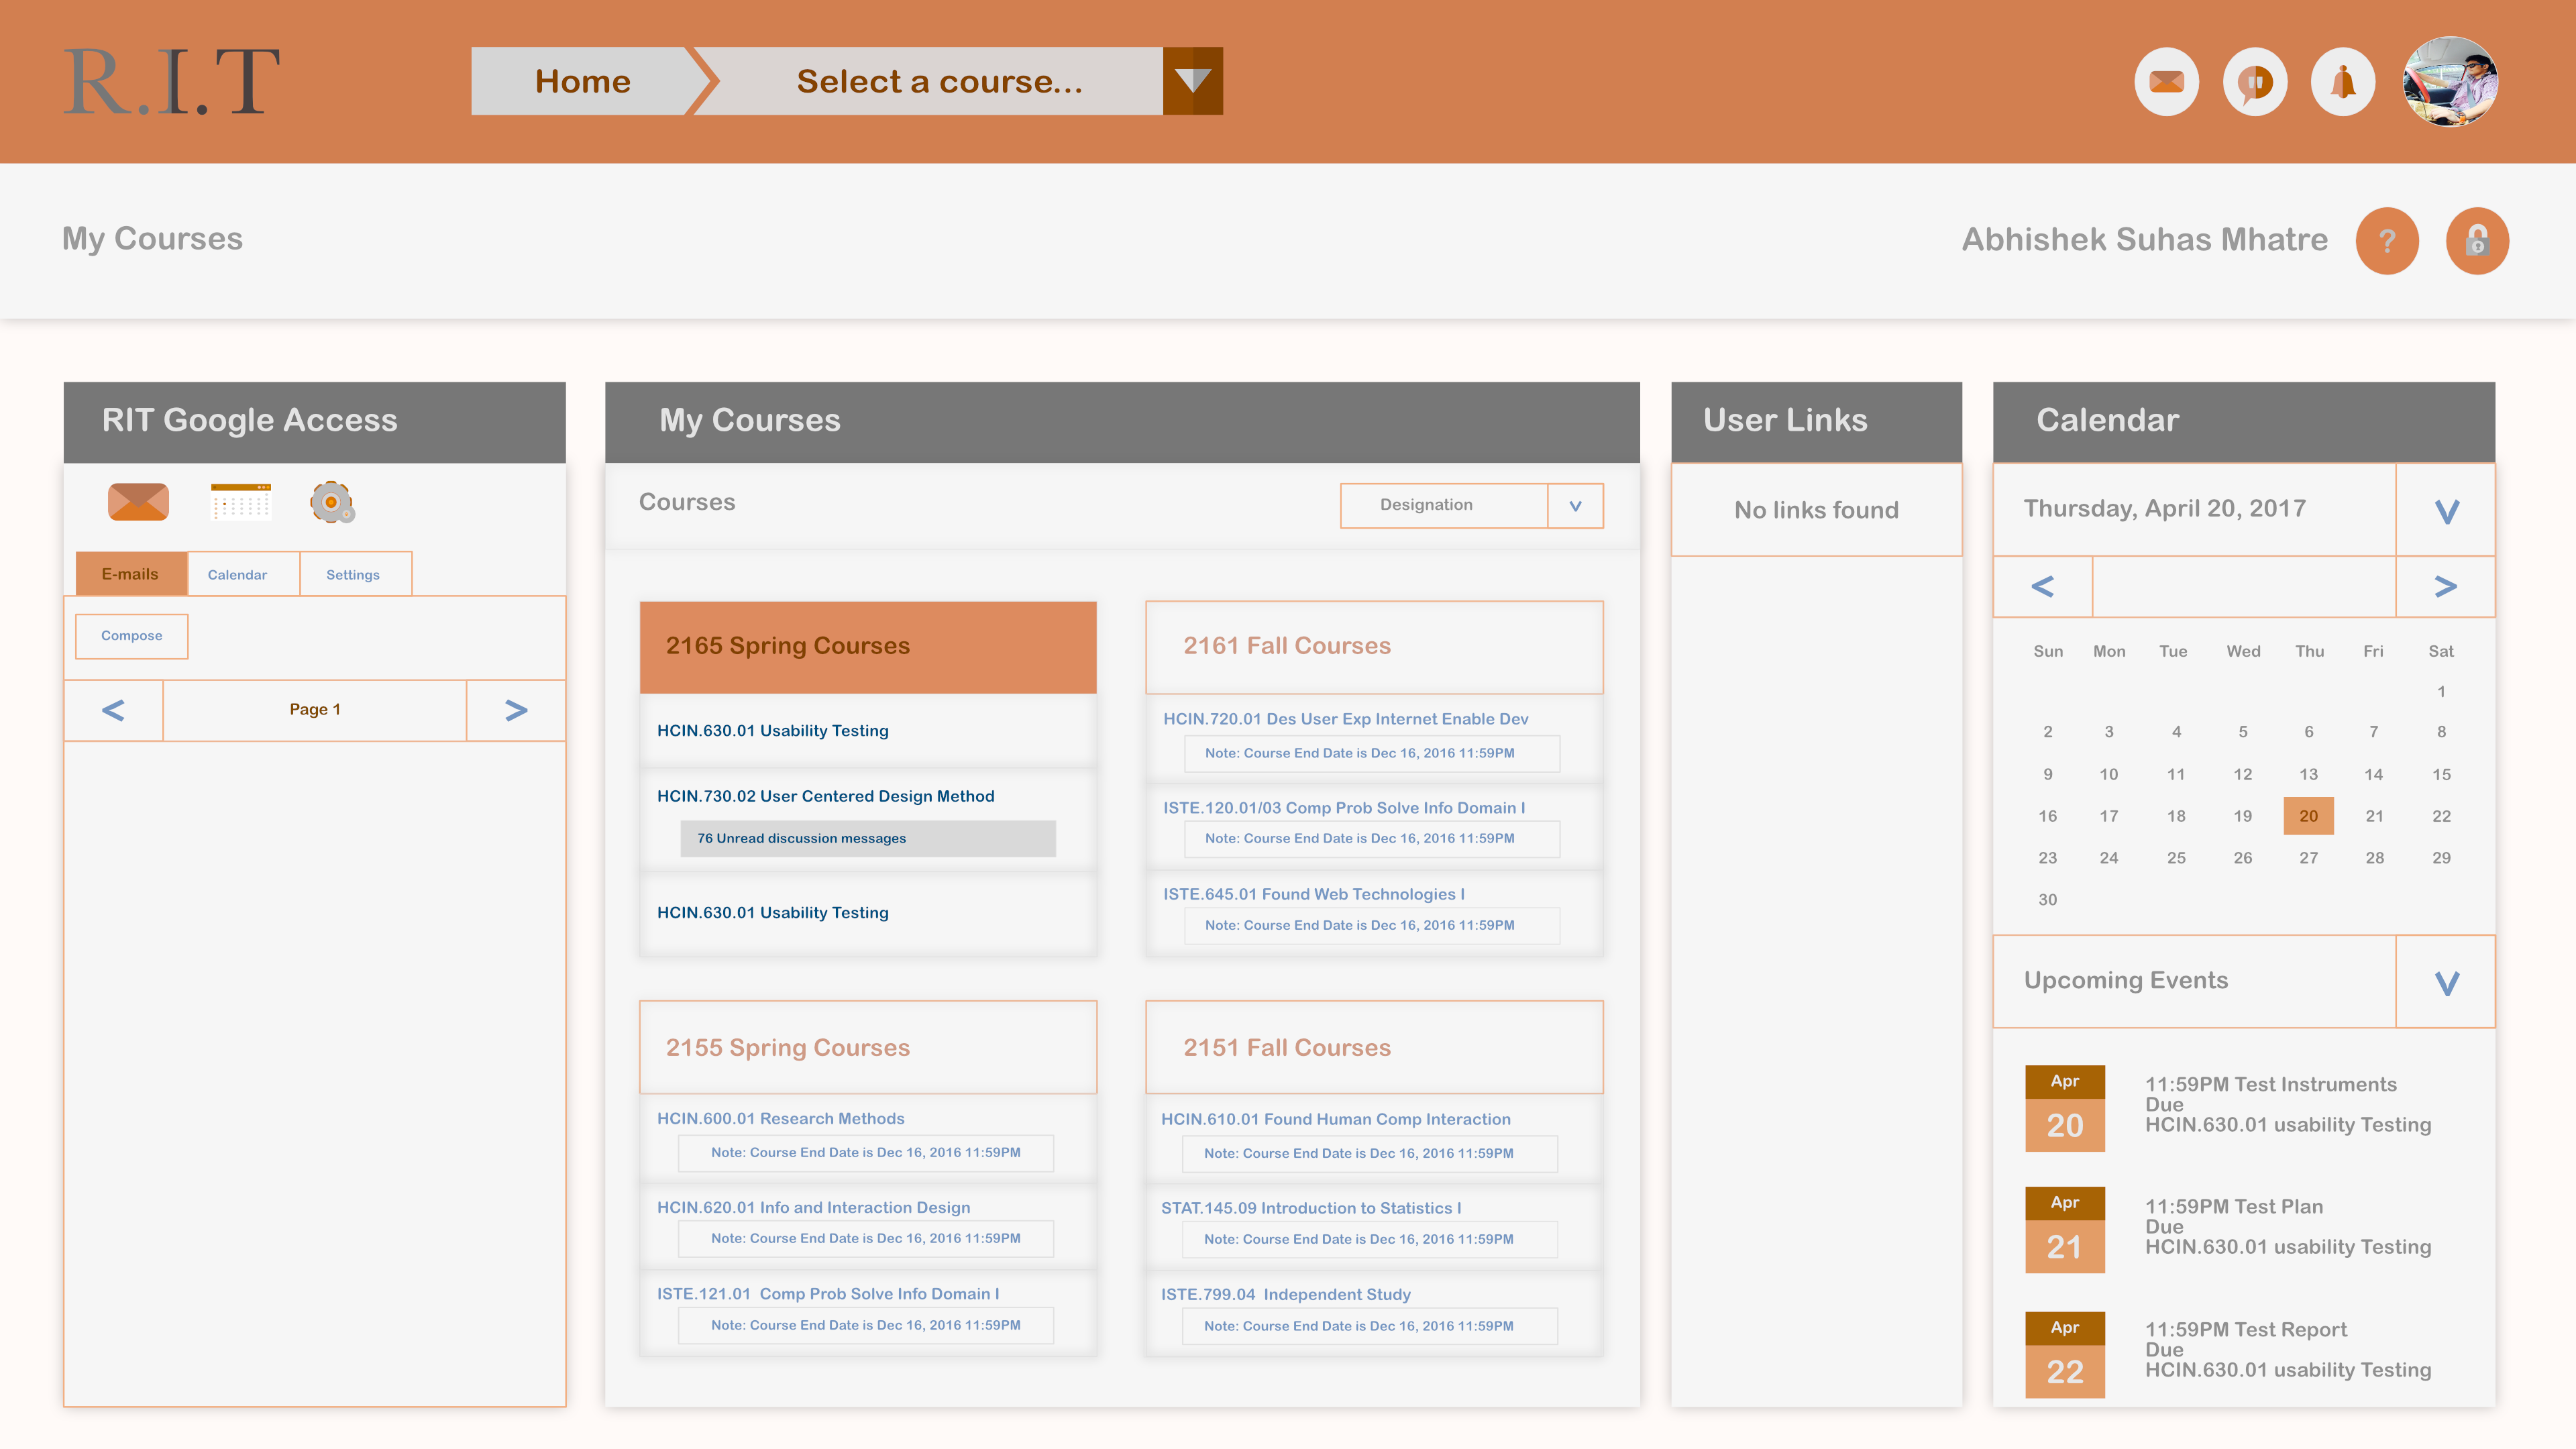 R.I.T
Home
Select a course...
My Courses
Abhishek Suhas Mhatre
?
RIT Google Access
E-mails
Calendar
Settings
Compose
<
Page 1
>
My Courses
Courses
Designation
v
2165 Spring Courses
HCIN.630.01 Usability Testing
HCIN.730.02 User Centered Design Method
76 Unread discussion messages
HCIN.630.01 Usability Testing
2161 Fall Courses
HCIN.720.01 Des User Exp Internet Enable Dev
Note: Course End Date is Dec 16, 2016 11:59PM
ISTE.120.01/03 Comp Prob Solve Info Domain I
Note: Course End Date is Dec 16, 2016 11:59PM
ISTE.645.01 Found Web Technologies I
Note: Course End Date is Dec 16, 2016 11:59PM
2155 Spring Courses
HCIN.600.01 Research Methods
Note: Course End Date is Dec 16, 2016 11:59PM
HCIN.620.01 Info and Interaction Design
Note: Course End Date is Dec 16, 2016 11:59PM
ISTE.121.01 Comp Prob Solve Info Domain I
Note: Course End Date is Dec 16, 2016 11:59PM
2151 Fall Courses
HCIN.610.01 Found Human Comp Interaction
Note: Course End Date is Dec 16, 2016 11:59PM
STAT.145.09 Introduction to Statistics I
Note: Course End Date is Dec 16, 2016 11:59PM
ISTE.799.04 Independent Study
Note: Course End Date is Dec 16, 2016 11:59PM
User Links
No links found
Calendar
Thursday, April 20, 2017
v
<
>
Sun Mon Tue Wed Thu Fri Sat
1
2 3 4 5 6 7 8
9 10 11 12 13 14 15
16 17 18 19 20 21 22
23 24 25 26 27 28 29
30
Upcoming Events
v
Apr
20
11:59PM Test Instruments
Due
HCIN.630.01 usability Testing
Apr
21
11:59PM Test Plan
Due
HCIN.630.01 usability Testing
Apr
22
11:59PM Test Report
Due
HCIN.630.01 usability Testing